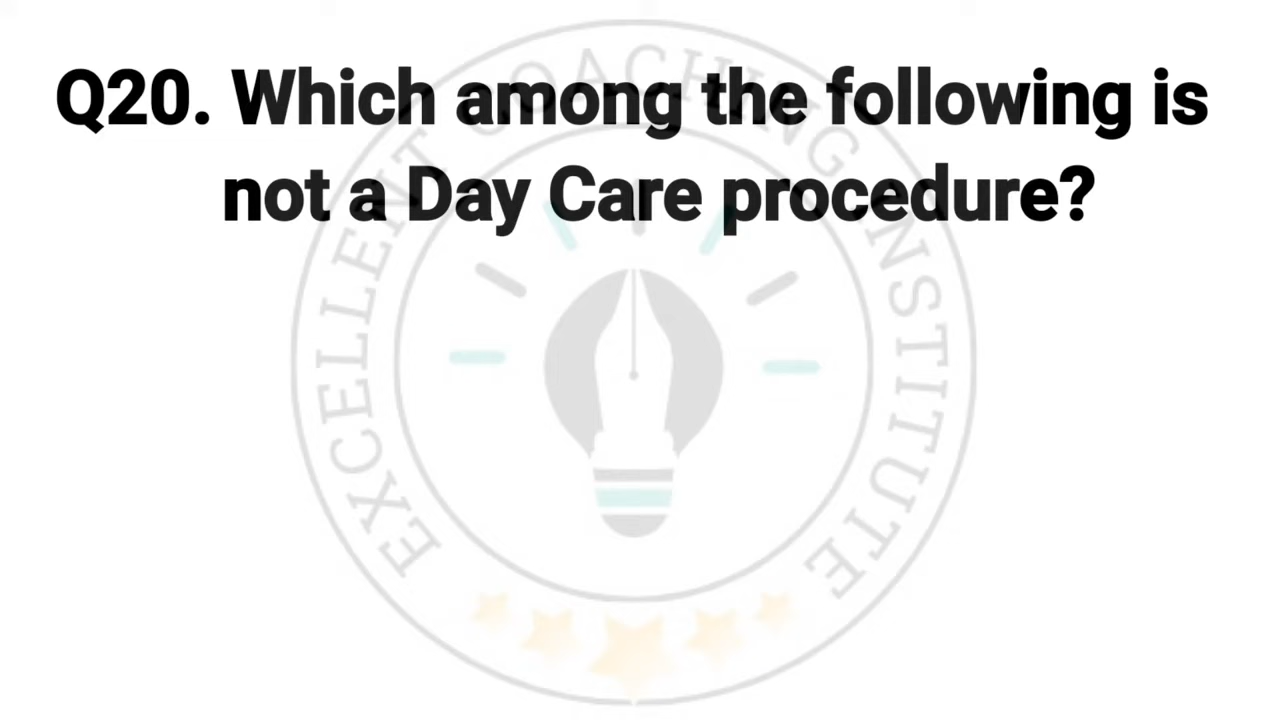 Q20. Which among the following is
not a Day Care procedure?
EXCELLENT COACHING INSTITUTE